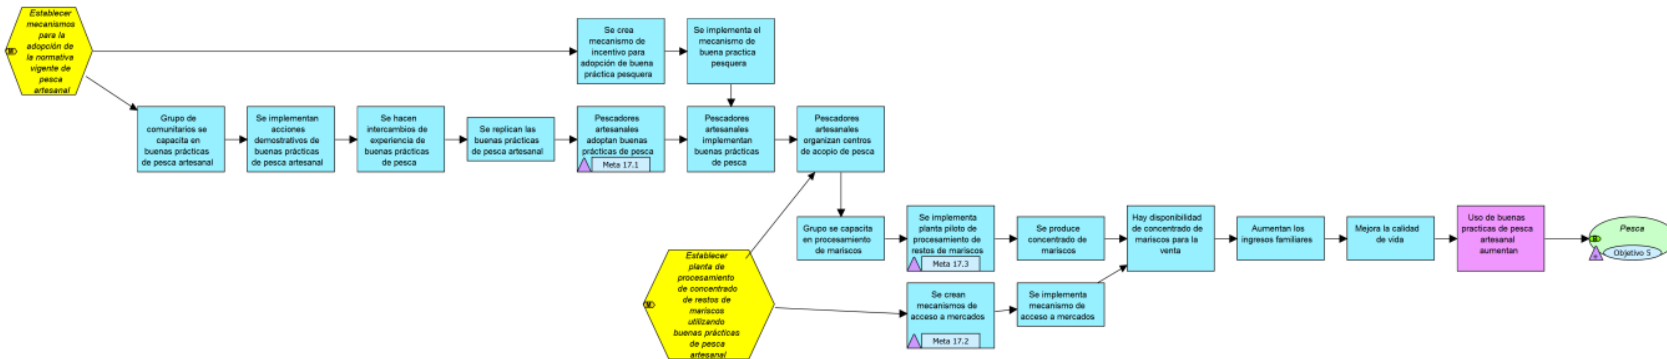 Establecer
mecanismos
para la
adopción de
la normativa
vigente de
pesca
artesanal
Se crea
mecanismo de
incentivo para
adopción de buena
práctica pesquera
Se implementa el
mecanismo de
buena practica
pesquera
Grupo de
comunitarios se
capacita en
buenas prácticas
de pesca artesanal
Se implementan
acciones
demostrativos de
buenas prácticas
de pesca artesanal
Se hacen
intercambios de
experiencia de
buenas prácticas
de pesca
Se replican las
buenas prácticas
de pesca artesanal
Pescadores
artesanales
adoptan buenas
prácticas de pesca
Meta 17.1
Pescadores
artesanales
implementan
buenas prácticas
de pesca
Pescadores
artesanales
organizan centros
de acopio de pesca
Grupo se capacita
en procesamiento
de mariscos
Se implementa
planta piloto de
procesamiento de
restos de mariscos
Meta 17.3
Se produce
concentrado de
mariscos
Hay disponibilidad
de concentrado de
mariscos para la
venta
Aumentan los
ingresos familiares
Mejora la calidad
de vida
Uso de buenas
practicas de pesca
artesanal
aumentan
Pesca
Objetivo 5
Establecer
planta de
procesamiento
de concentrado
de restos de
mariscos
utilizando
buenas prácticas
de pesca
artesanal
Se crean
mecanismos de
acceso a mercados
Meta 17.2
Se implementa
mecanismo de
acceso a mercados